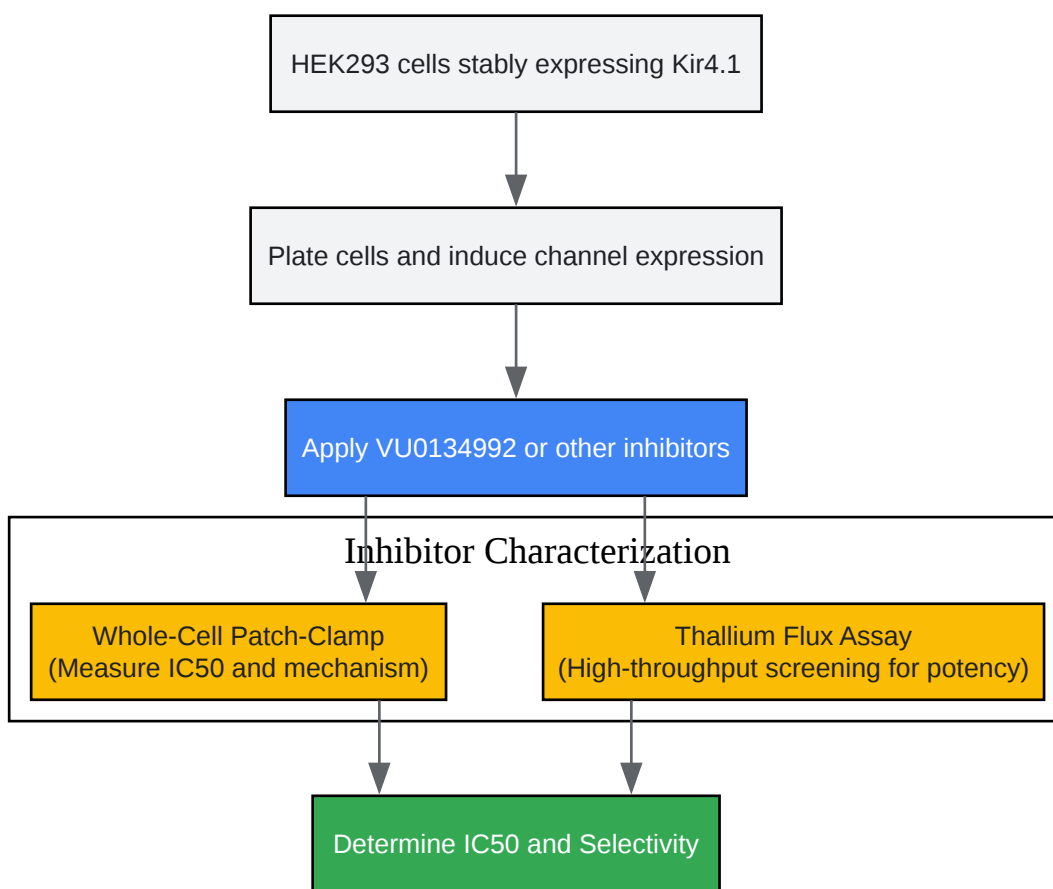 HEK293 cells stably expressing Kir4.1
Plate cells and induce channel expression
Apply VU0134992 or other inhibitors
Inhibitor Characterization
Whole-Cell Patch-Clamp
(Measure IC50 and mechanism)
Thallium Flux Assay
(High-throughput screening for potency)
Determine IC50 and Selectivity